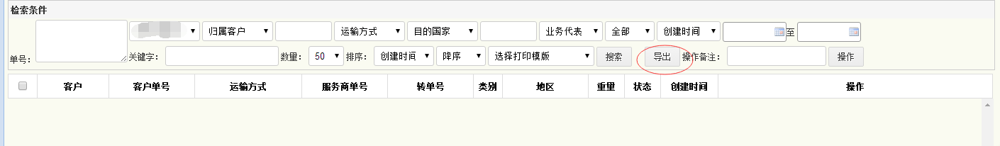 检索条件
单号: 归属客户 运输方式 目的国家 业务代表 全部 创建时间 至
关键字: 数量: 50 排序: 创建时间 降序 选择打印模版 搜索 导出 操作备注: 操作
客户 客户单号 运输方式 服务商单号 转单号 类别 地区 重量 状态 创建时间 操作